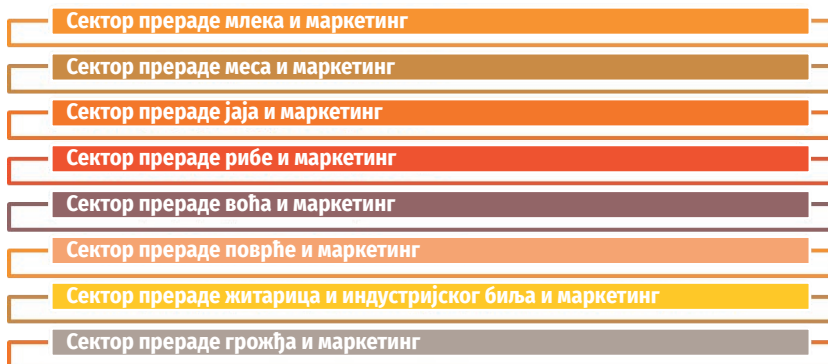 Сектор прераде млека и маркетинг
Сектор прераде меса и маркетинг
Сектор прераде јаја и маркетинг
Сектор прераде рибе и маркетинг
Сектор прераде воћа и маркетинг
Сектор прераде поврће и маркетинг
Сектор прераде житарица и индустријског биља и маркетинг
Сектор прераде грожђа и маркетинг